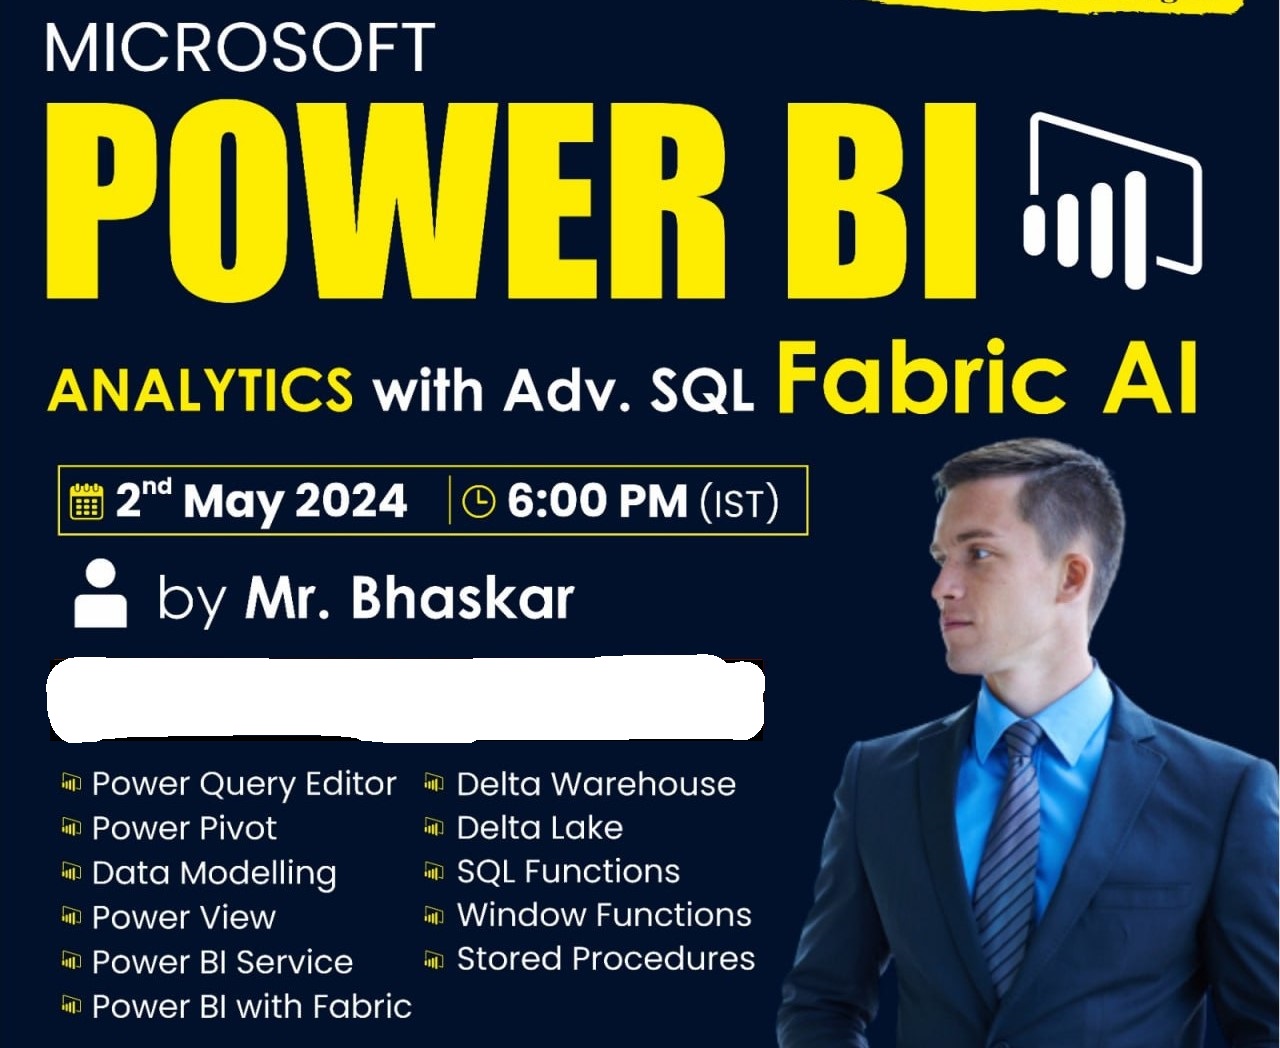 MICROSOFT
POWER BI
ANALYTICS with Adv. SQL Fabric AI
2nd May 2024 6:00 PM (IST)
by Mr. Bhaskar
Power Query Editor
Power Pivot
Data Modelling
Power View
Power BI Service
Power BI with Fabric
Delta Warehouse
Delta Lake
SQL Functions
Window Functions
Stored Procedures